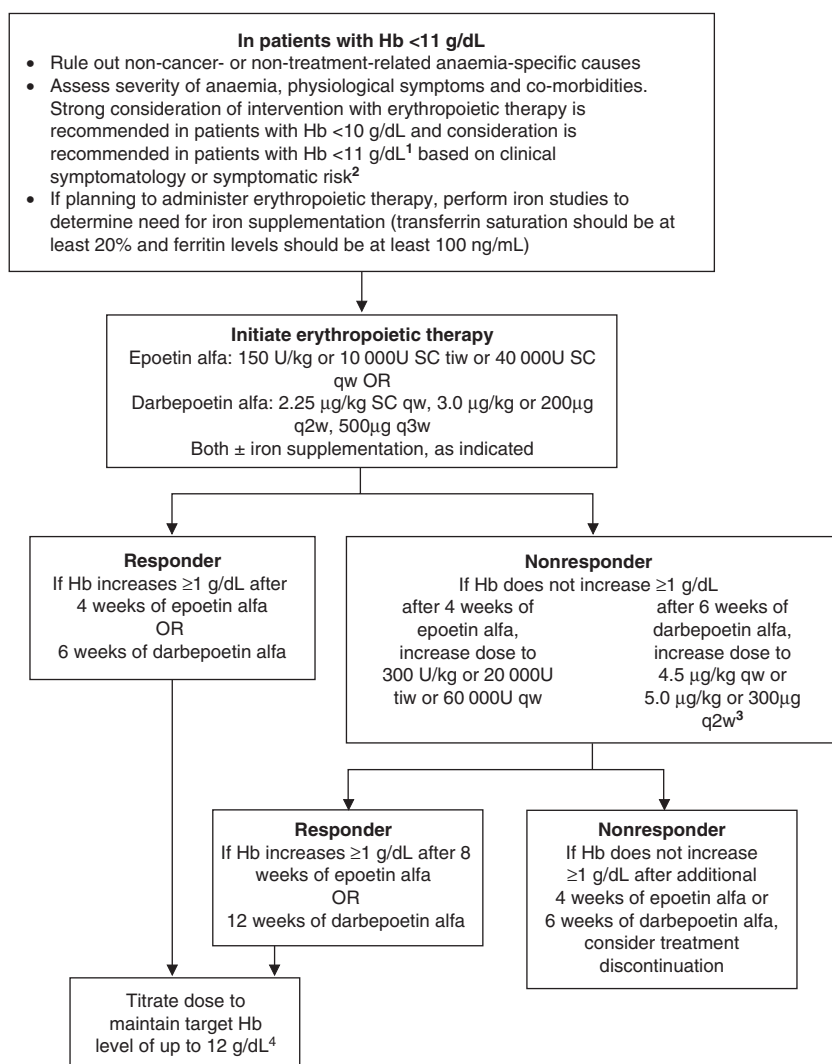 In patients with Hb <11 g/dL
• Rule out non-cancer- or non-treatment-related anaemia-specific causes
• Assess severity of anaemia, physiological symptoms and co-morbidities.
Strong consideration of intervention with erythropoietic therapy is
recommended in patients with Hb <10 g/dL and consideration is
recommended in patients with Hb <11 g/dL¹ based on clinical
symptomatology or symptomatic risk²
• If planning to administer erythropoietic therapy, perform iron studies to
determine need for iron supplementation (transferrin saturation should be at
least 20% and ferritin levels should be at least 100 ng/mL)
Initiate erythropoietic therapy
Epoetin alfa: 150 U/kg or 10 000U SC tiw or 40 000U SC
qw OR
Darbepoetin alfa: 2.25 μg/kg SC qw, 3.0 μg/kg or 200μg
q2w, 500μg q3w
Both ± iron supplementation, as indicated
Responder
If Hb increases ≥1 g/dL after
4 weeks of epoetin alfa
OR
6 weeks of darbepoetin alfa
Nonresponder
If Hb does not increase ≥1 g/dL
after 4 weeks of
epoetin alfa,
increase dose to
300 U/kg or 20 000U
tiw or 60 000U qw
after 6 weeks of
darbepoetin alfa,
increase dose to
4.5 μg/kg qw or
5.0 μg/kg or 300μg
q2w³
Responder
If Hb increases ≥1 g/dL after 8
weeks of epoetin alfa
OR
12 weeks of darbepoetin alfa
Nonresponder
If Hb does not increase
≥1 g/dL after additional
4 weeks of epoetin alfa or
6 weeks of darbepoetin alfa,
consider treatment
discontinuation
Titrate dose to
maintain target Hb
level of up to 12 g/dL⁴